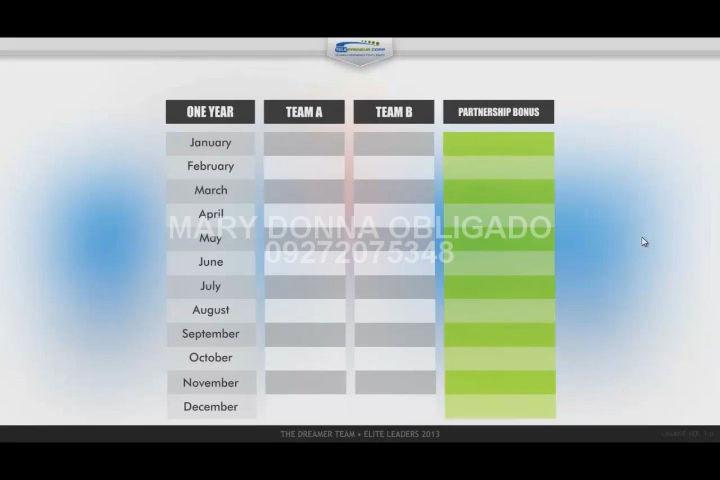 ONE YEAR TEAM A TEAM B PARTNERSHIP BONUS
January
February
March
April
MARY DONNA OBLIGADO
May
09272075348
June
July
August
September
October
November
December
THE DREAMER TEAM • ELITE LEADERS 2013